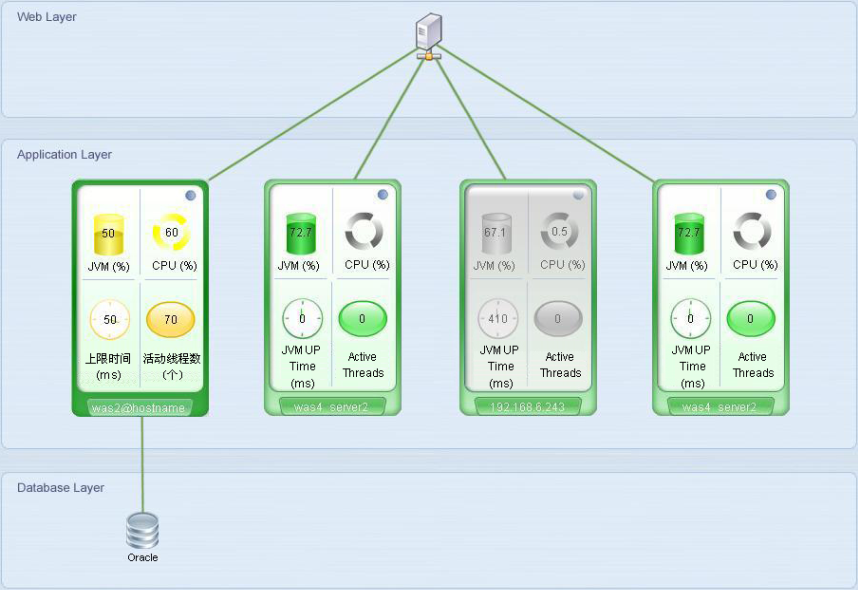 Web Layer
Application Layer
50
60
JVM (%)
CPU (%)
50
70
上限时间
(ms)
活动线程数
(个)
was2@hostname
72.7
JVM (%)
CPU (%)
0
0
JVM UP
Time
(ms)
Active
Threads
was4_server2
67.1
0.5
JVM (%)
CPU (%)
410
0
JVM UP
Time
(ms)
Active
Threads
192.168.6.243
72.7
JVM (%)
CPU (%)
0
0
JVM UP
Time
(ms)
Active
Threads
was4_server2
Database Layer
Oracle